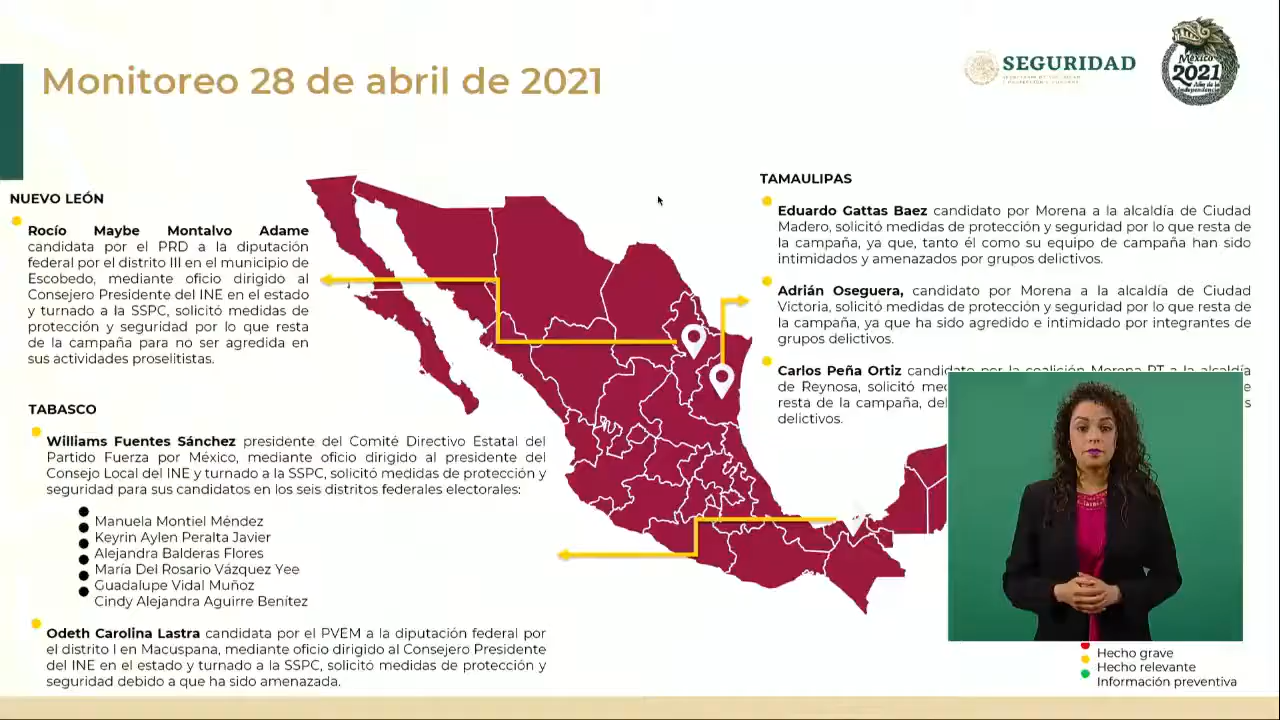 Monitoreo 28 de abril de 2021
SEGURIDAD
México
2021
NUEVO LEÓN
Rocío Maybe Montalvo Adame
candidata por el PRD a la diputación
federal por el distrito III en el municipio de
Escobedo, mediante oficio dirigido al
Consejero Presidente del INE en el estado
y turnado a la SSPC, solicitó medidas de
protección y seguridad por lo que resta
de la campaña para no ser agredida en
sus actividades proselitistas.
TABASCO
Williams Fuentes Sánchez presidente del Comité Directivo Estatal del
Partido Fuerza por México, mediante oficio dirigido al presidente del
Consejo Local del INE y turnado a la SSPC, solicitó medidas de protección y
seguridad para sus candidatos en los seis distritos federales electorales:
Manuela Montiel Méndez
Keyrin Aylen Peralta Javier
Alejandra Balderas Flores
María Del Rosario Vázquez Yee
Guadalupe Vidal Muñoz
Cindy Alejandra Aguirre Benítez
Odeth Carolina Lastra candidata por el PVEM a la diputación federal por
el distrito I en Macuspana, mediante oficio dirigido al Consejero Presidente
del INE en el estado y turnado a la SSPC, solicitó medidas de protección y
seguridad debido a que ha sido amenazada.
TAMAULIPAS
Eduardo Gattas Baez candidato por Morena a la alcaldía de Ciudad
Madero, solicitó medidas de protección y seguridad por lo que resta de
la campaña, ya que, tanto él como su equipo de campaña han sido
intimidados y amenazados por grupos delictivos.
Adrián Oseguera, candidato por Morena a la alcaldía de Ciudad
Victoria, solicitó medidas de protección y seguridad por lo que resta de
la campaña, ya que ha sido agredido e intimidado por integrantes de
grupos delictivos.
Carlos Peña Ortiz candidato por la coalición Morena PT a la alcaldía
de Reynosa, solicitó
resta de la campaña,
delictivos.
Hecho grave
Hecho relevante
Información preventiva